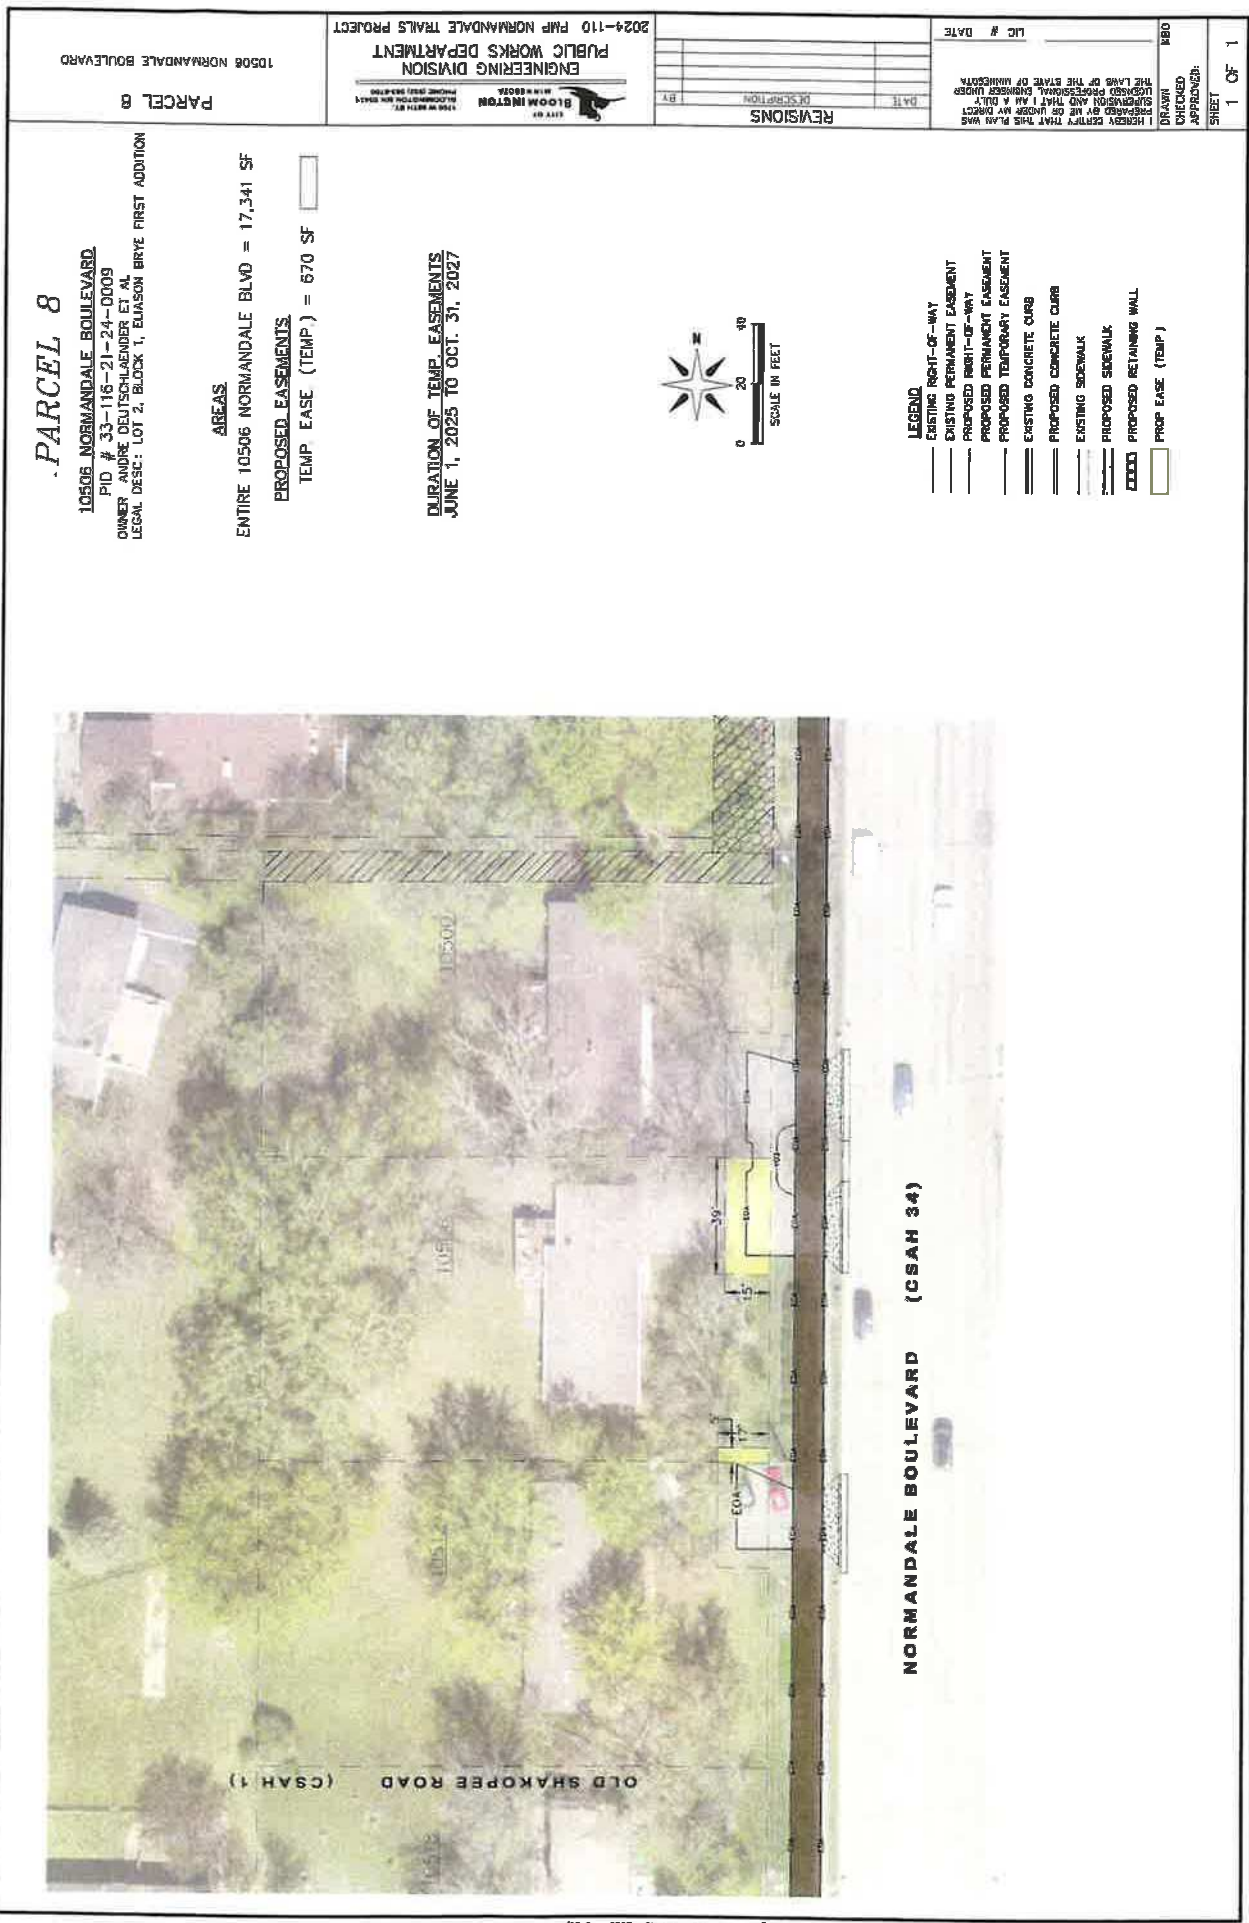 PARCEL 8
10506 NORMANDALE BOULEVARD
PID # 33-116-21-24-0009
OWNER ANDRE DEUTSCHLAENDER ET AL
LEGAL DESC: LOT 2, BLOCK 1, ELIASON BRYE FIRST ADDITION
AREAS
ENTIRE 10506 NORMANDALE BLVD = 17,341 SF
PROPOSED EASEMENTS
TEMP EASE (TEMP.) = 670 SF
DURATION OF TEMP. EASEMENTS
JUNE 1, 2025 TO OCT. 31, 2027
N
0 20 40
SCALE IN FEET
LEGEND
EXISTING RIGHT-OF-WAY
EXISTING PERMANENT EASEMENT
PROPOSED RIGHT-OF-WAY
PROPOSED PERMANENT EASEMENT
PROPOSED TEMPORARY EASEMENT
EXISTING CONCRETE CURB
PROPOSED CONCRETE CURB
EXISTING SIDEWALK
PROPOSED SIDEWALK
PROPOSED RETAINING WALL
PROP EASE (TEMP)
10500
39'
15'
5'
17'
EOA
OLD SHAKOPEE ROAD (CSAH 1)
NORMANDALE BOULEVARD (CSAH 34)
PARCEL 8
10506 NORMANDALE BOULEVARD
CITY OF
BLOOMINGTON
MINNESOTA
ENGINEERING DIVISION
PUBLIC WORKS DEPARTMENT
2024-110 PMP NORMANDALE TRAILS PROJECT
REVISIONS
DATE DESCRIPTION BY
I HEREBY CERTIFY THAT THIS PLAN WAS
PREPARED BY ME OR UNDER MY DIRECT
SUPERVISION AND THAT I AM A DULY
LICENSED PROFESSIONAL ENGINEER UNDER
THE LAWS OF THE STATE OF MINNESOTA
LIC # DATE
DRAWN KBO
CHECKED
APPROVED:
SHEET
1 OF 1